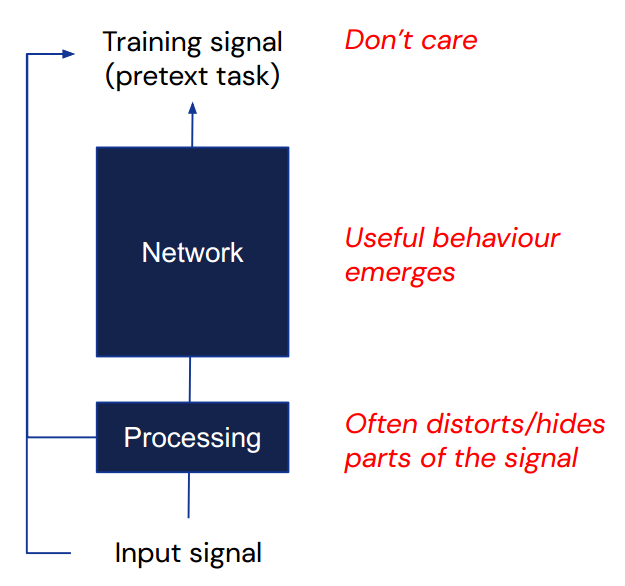 Training signal
(pretext task)
Don't care
Network
Useful behaviour
emerges
Processing
Often distorts/hides
parts of the signal
Input signal